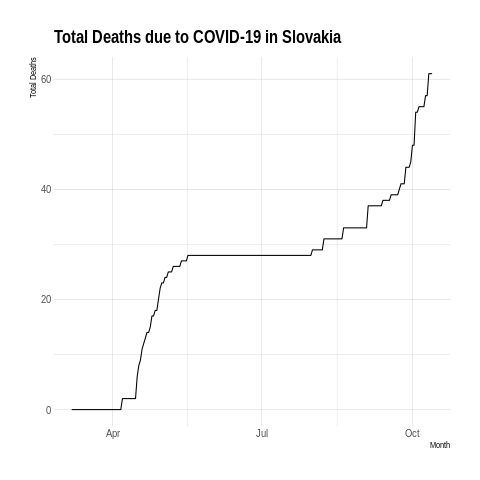 Total Deaths due to COVID-19 in Slovakia
Total Deaths
60
40
20
0
Apr
Jul
Oct
Month